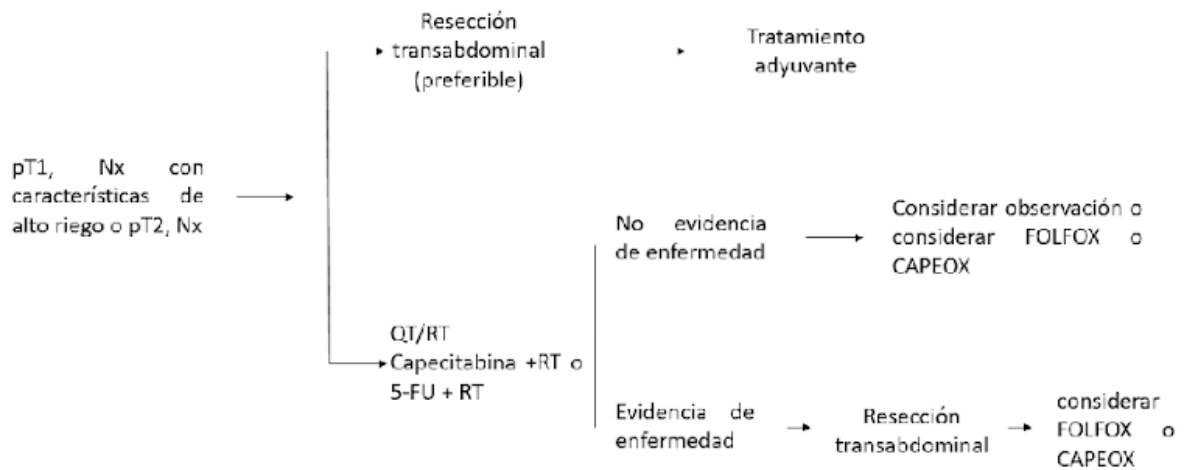 Resección
transabdominal
(preferible)
Tratamiento
adyuvante
pT1, Nx con
características de
alto riego o pT2, Nx
No evidencia
de enfermedad
Considerar observación o
considerar FOLFOX o
CAPEOX
QT/RT
Capecitabina +RT o
5-FU + RT
Evidencia de
enfermedad
Resección
transabdominal
considerar
FOLFOX o
CAPEOX